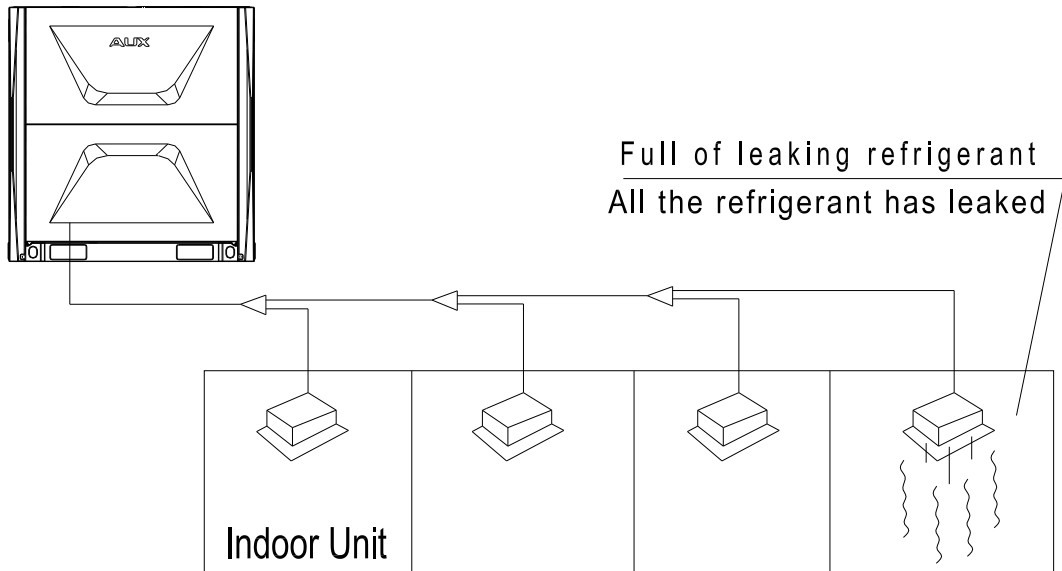 AUX
Full of leaking refrigerant
All the refrigerant has leaked
Indoor Unit